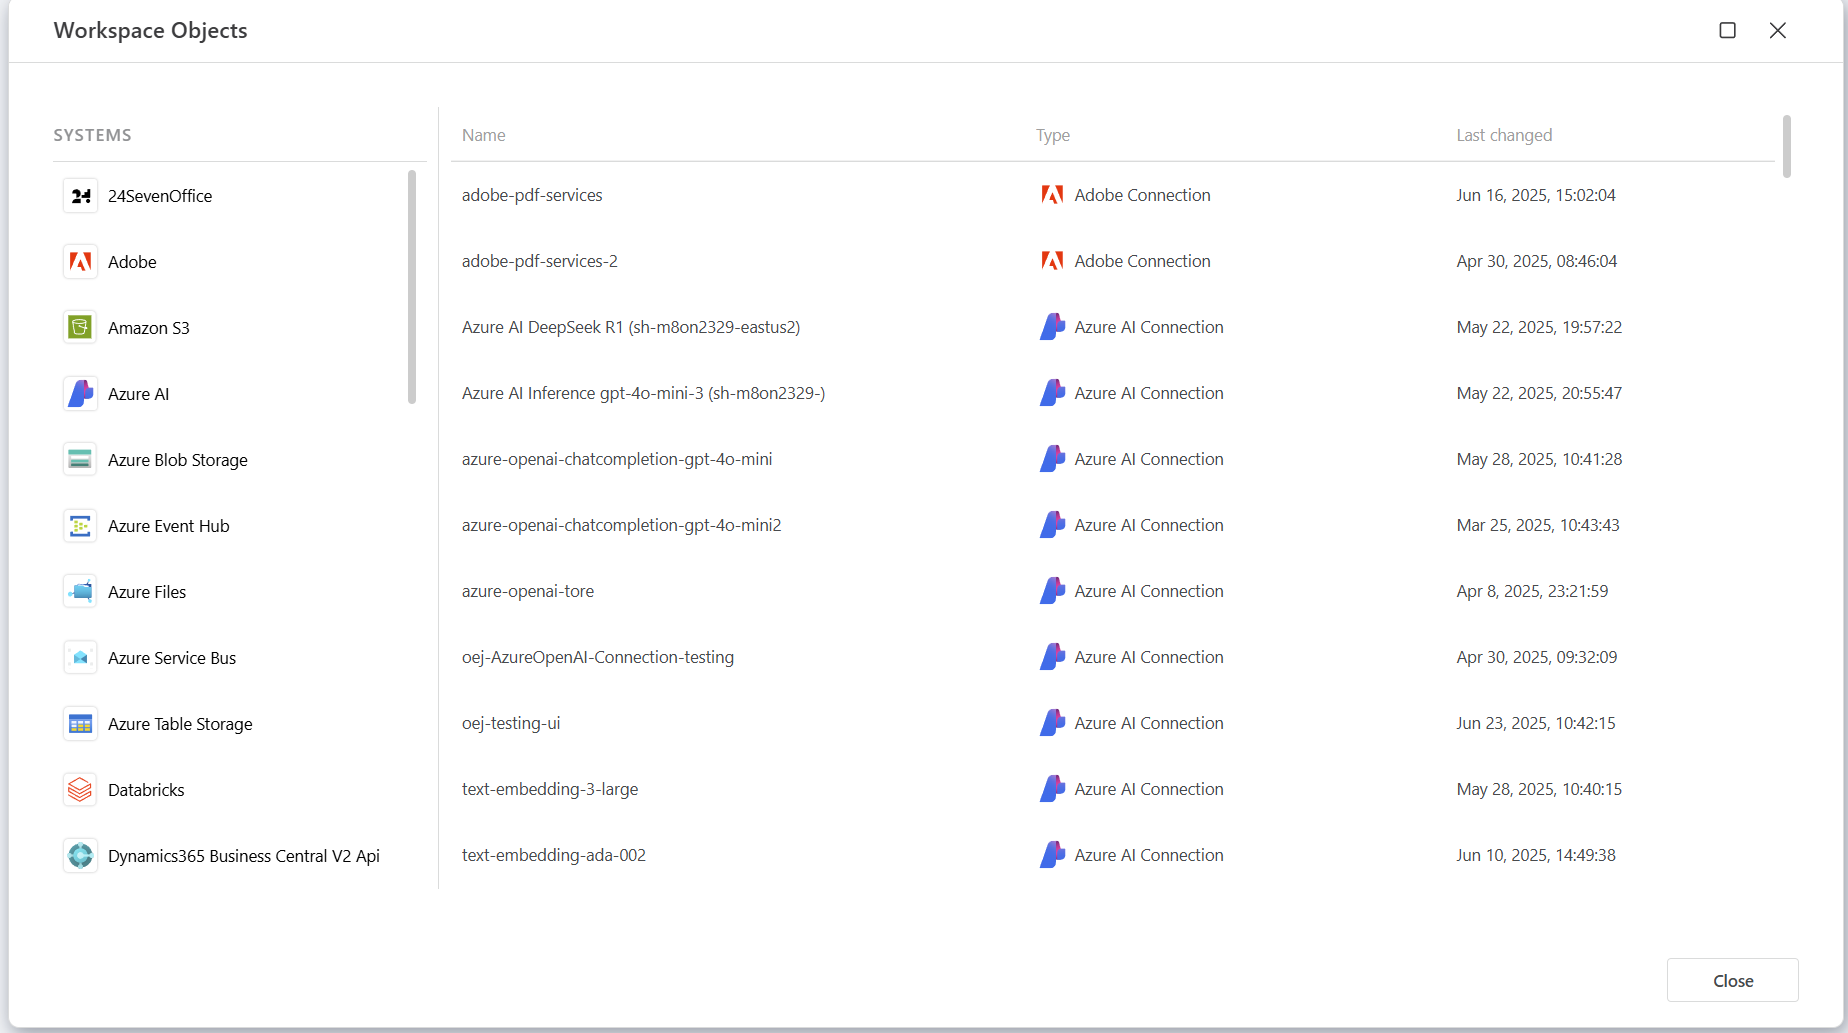 Workspace Objects
SYSTEMS
24SevenOffice
Adobe
Amazon S3
Azure AI
Azure Blob Storage
Azure Event Hub
Azure Files
Azure Service Bus
Azure Table Storage
Databricks
Dynamics365 Business Central V2 Api
Name Type Last changed
adobe-pdf-services Adobe Connection Jun 16, 2025, 15:02:04
adobe-pdf-services-2 Adobe Connection Apr 30, 2025, 08:46:04
Azure AI DeepSeek R1 (sh-m8on2329-eastus2) Azure AI Connection May 22, 2025, 19:57:22
Azure AI Inference gpt-4o-mini-3 (sh-m8on2329-) Azure AI Connection May 22, 2025, 20:55:47
azure-openai-chatcompletion-gpt-4o-mini Azure AI Connection May 28, 2025, 10:41:28
azure-openai-chatcompletion-gpt-4o-mini2 Azure AI Connection Mar 25, 2025, 10:43:43
azure-openai-tore Azure AI Connection Apr 8, 2025, 23:21:59
oej-AzureOpenAI-Connection-testing Azure AI Connection Apr 30, 2025, 09:32:09
oej-testing-ui Azure AI Connection Jun 23, 2025, 10:42:15
text-embedding-3-large Azure AI Connection May 28, 2025, 10:40:15
text-embedding-ada-002 Azure AI Connection Jun 10, 2025, 14:49:38
Close